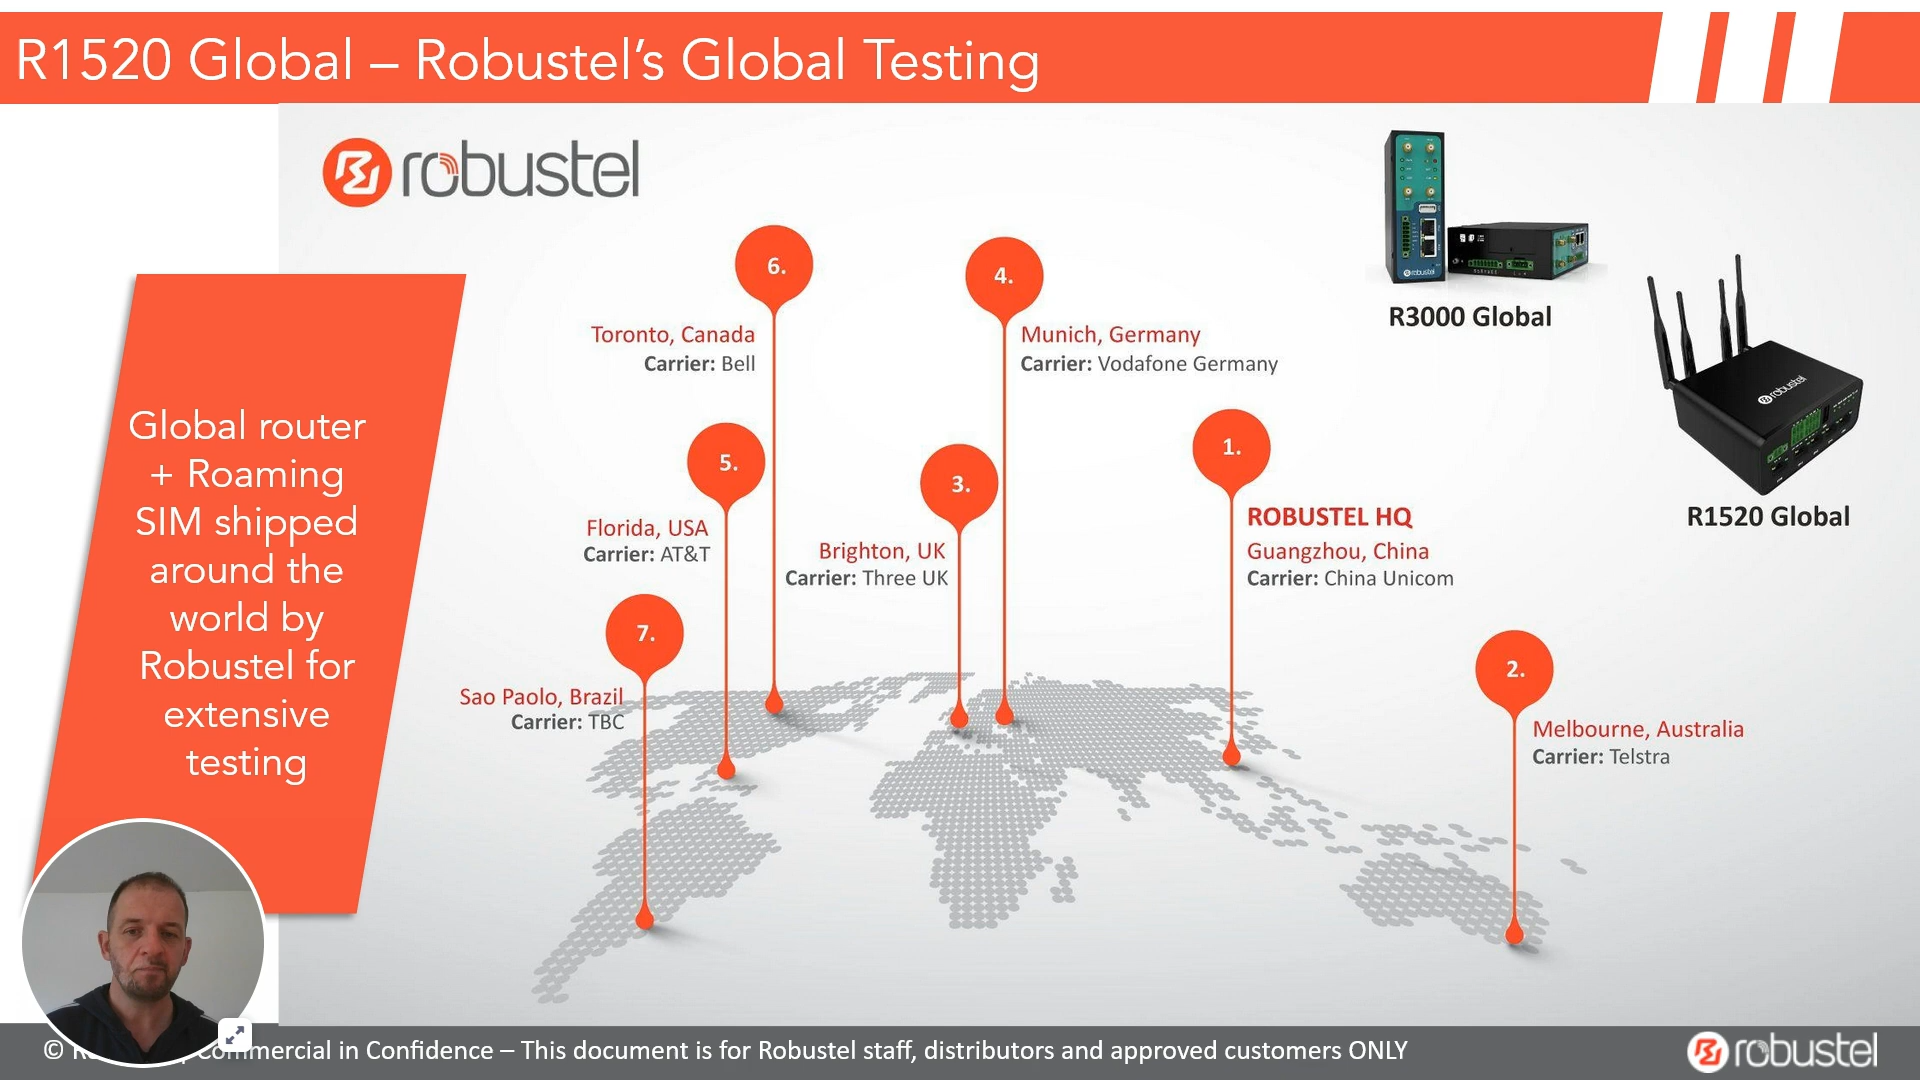 R1520 Global – Robustel’s Global Testing
robustel
6.
4.
Toronto, Canada
Carrier: Bell
Munich, Germany
Carrier: Vodafone Germany
R3000 Global
robustel
R1520 Global
Global router
+ Roaming
SIM shipped
around the
world by
Robustel for
extensive
testing
5.
3.
1.
Florida, USA
Carrier: AT&T
Brighton, UK
Carrier: Three UK
ROBUSTEL HQ
Guangzhou, China
Carrier: China Unicom
7.
2.
Sao Paolo, Brazil
Carrier: TBC
Melbourne, Australia
Carrier: Telstra
© Commercial in Confidence – This document is for Robustel staff, distributors and approved customers ONLY
robustel